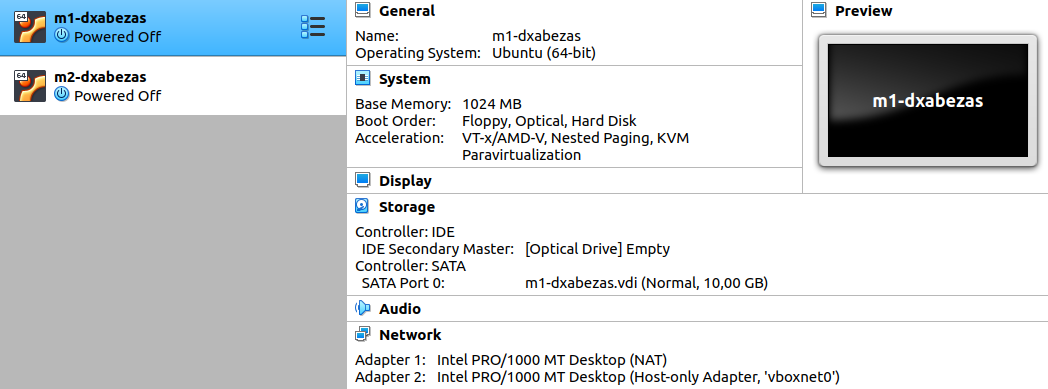 64
m1-dxabezas
Powered Off
64
m2-dxabezas
Powered Off
General
Name: m1-dxabezas
Operating System: Ubuntu (64-bit)
System
Base Memory: 1024 MB
Boot Order: Floppy, Optical, Hard Disk
Acceleration: VT-x/AMD-V, Nested Paging, KVM
Paravirtualization
Display
Storage
Controller: IDE
IDE Secondary Master: [Optical Drive] Empty
Controller: SATA
SATA Port 0: m1-dxabezas.vdi (Normal, 10,00 GB)
Audio
Network
Adapter 1: Intel PRO/1000 MT Desktop (NAT)
Adapter 2: Intel PRO/1000 MT Desktop (Host-only Adapter, 'vboxnet0')
Preview
m1-dxabezas